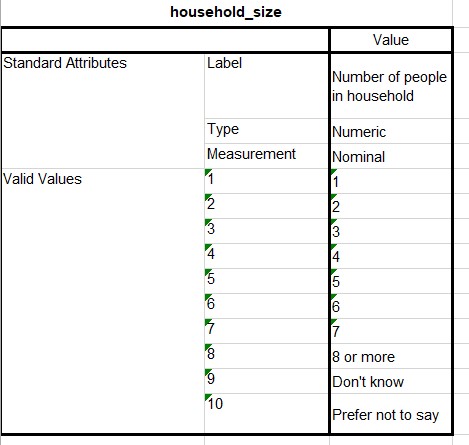 household_size
Value
Standard Attributes Label Number of people
in household
Type Numeric
Measurement Nominal
Valid Values 1 1
2 2
3 3
4 4
5 5
6 6
7 7
8 8 or more
9 Don't know
10 Prefer not to say